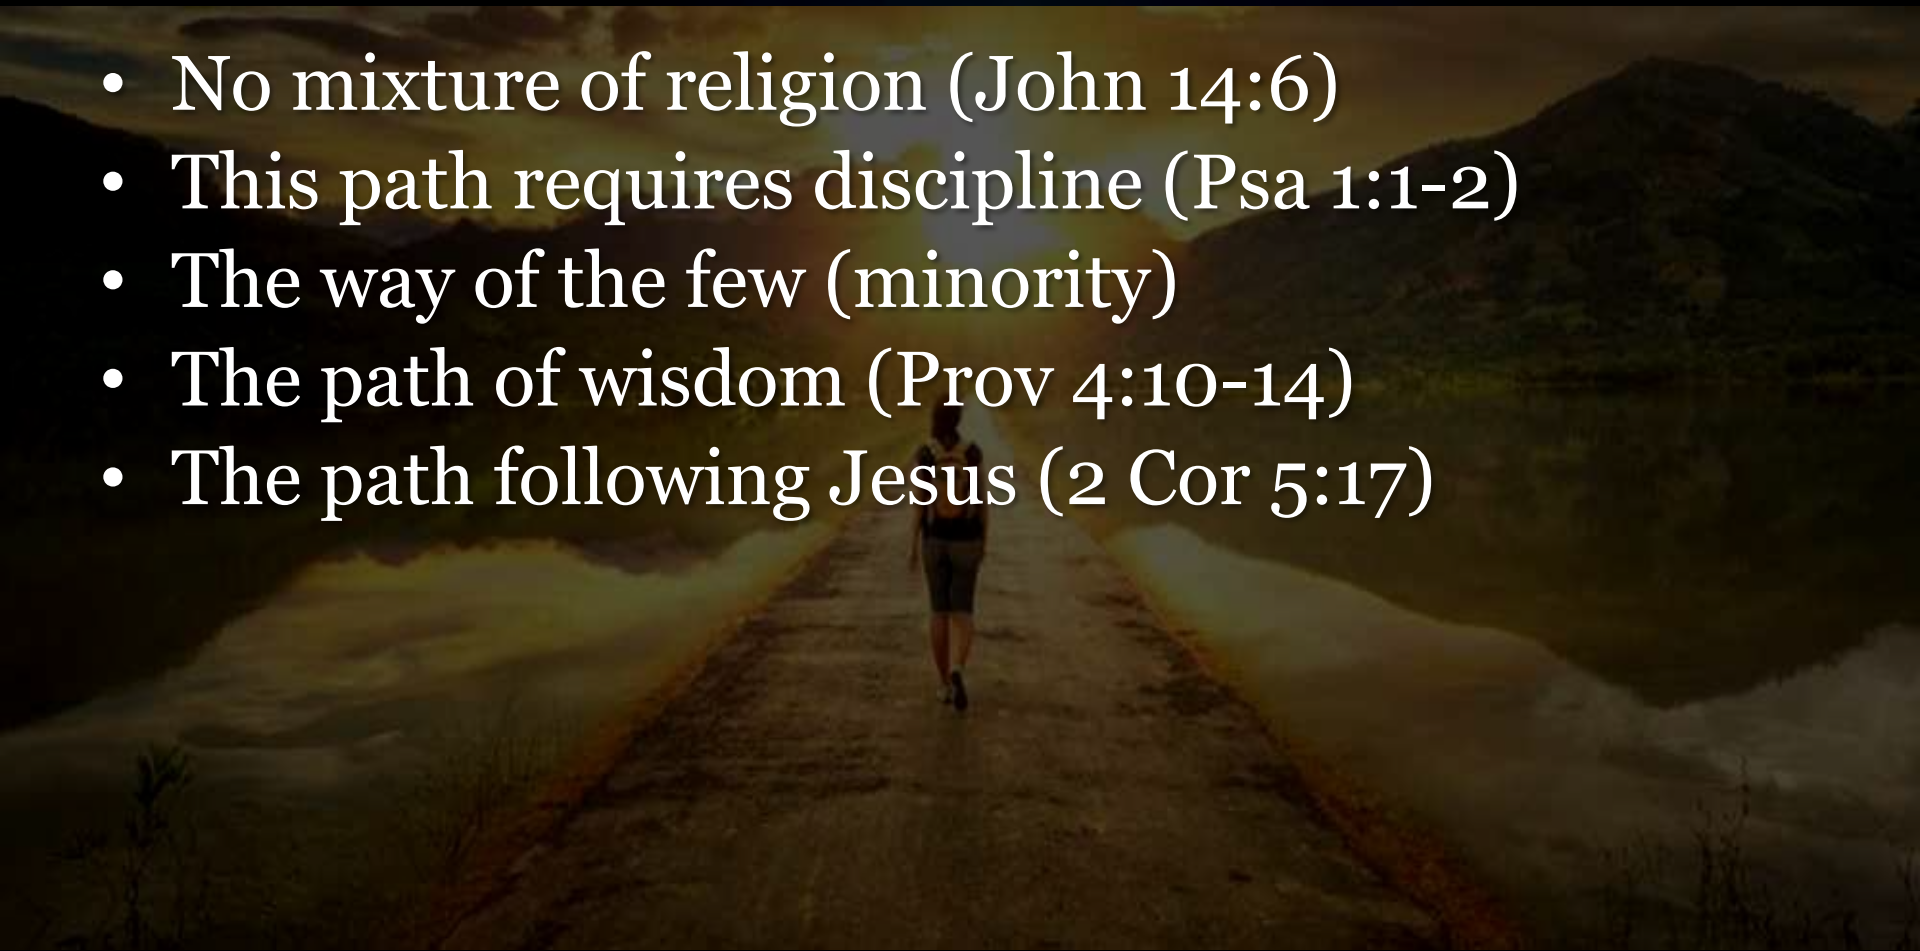 • No mixture of religion (John 14:6)
• This path requires discipline (Psa 1:1-2)
• The way of the few (minority)
• The path of wisdom (Prov 4:10-14)
• The path following Jesus (2 Cor 5:17)